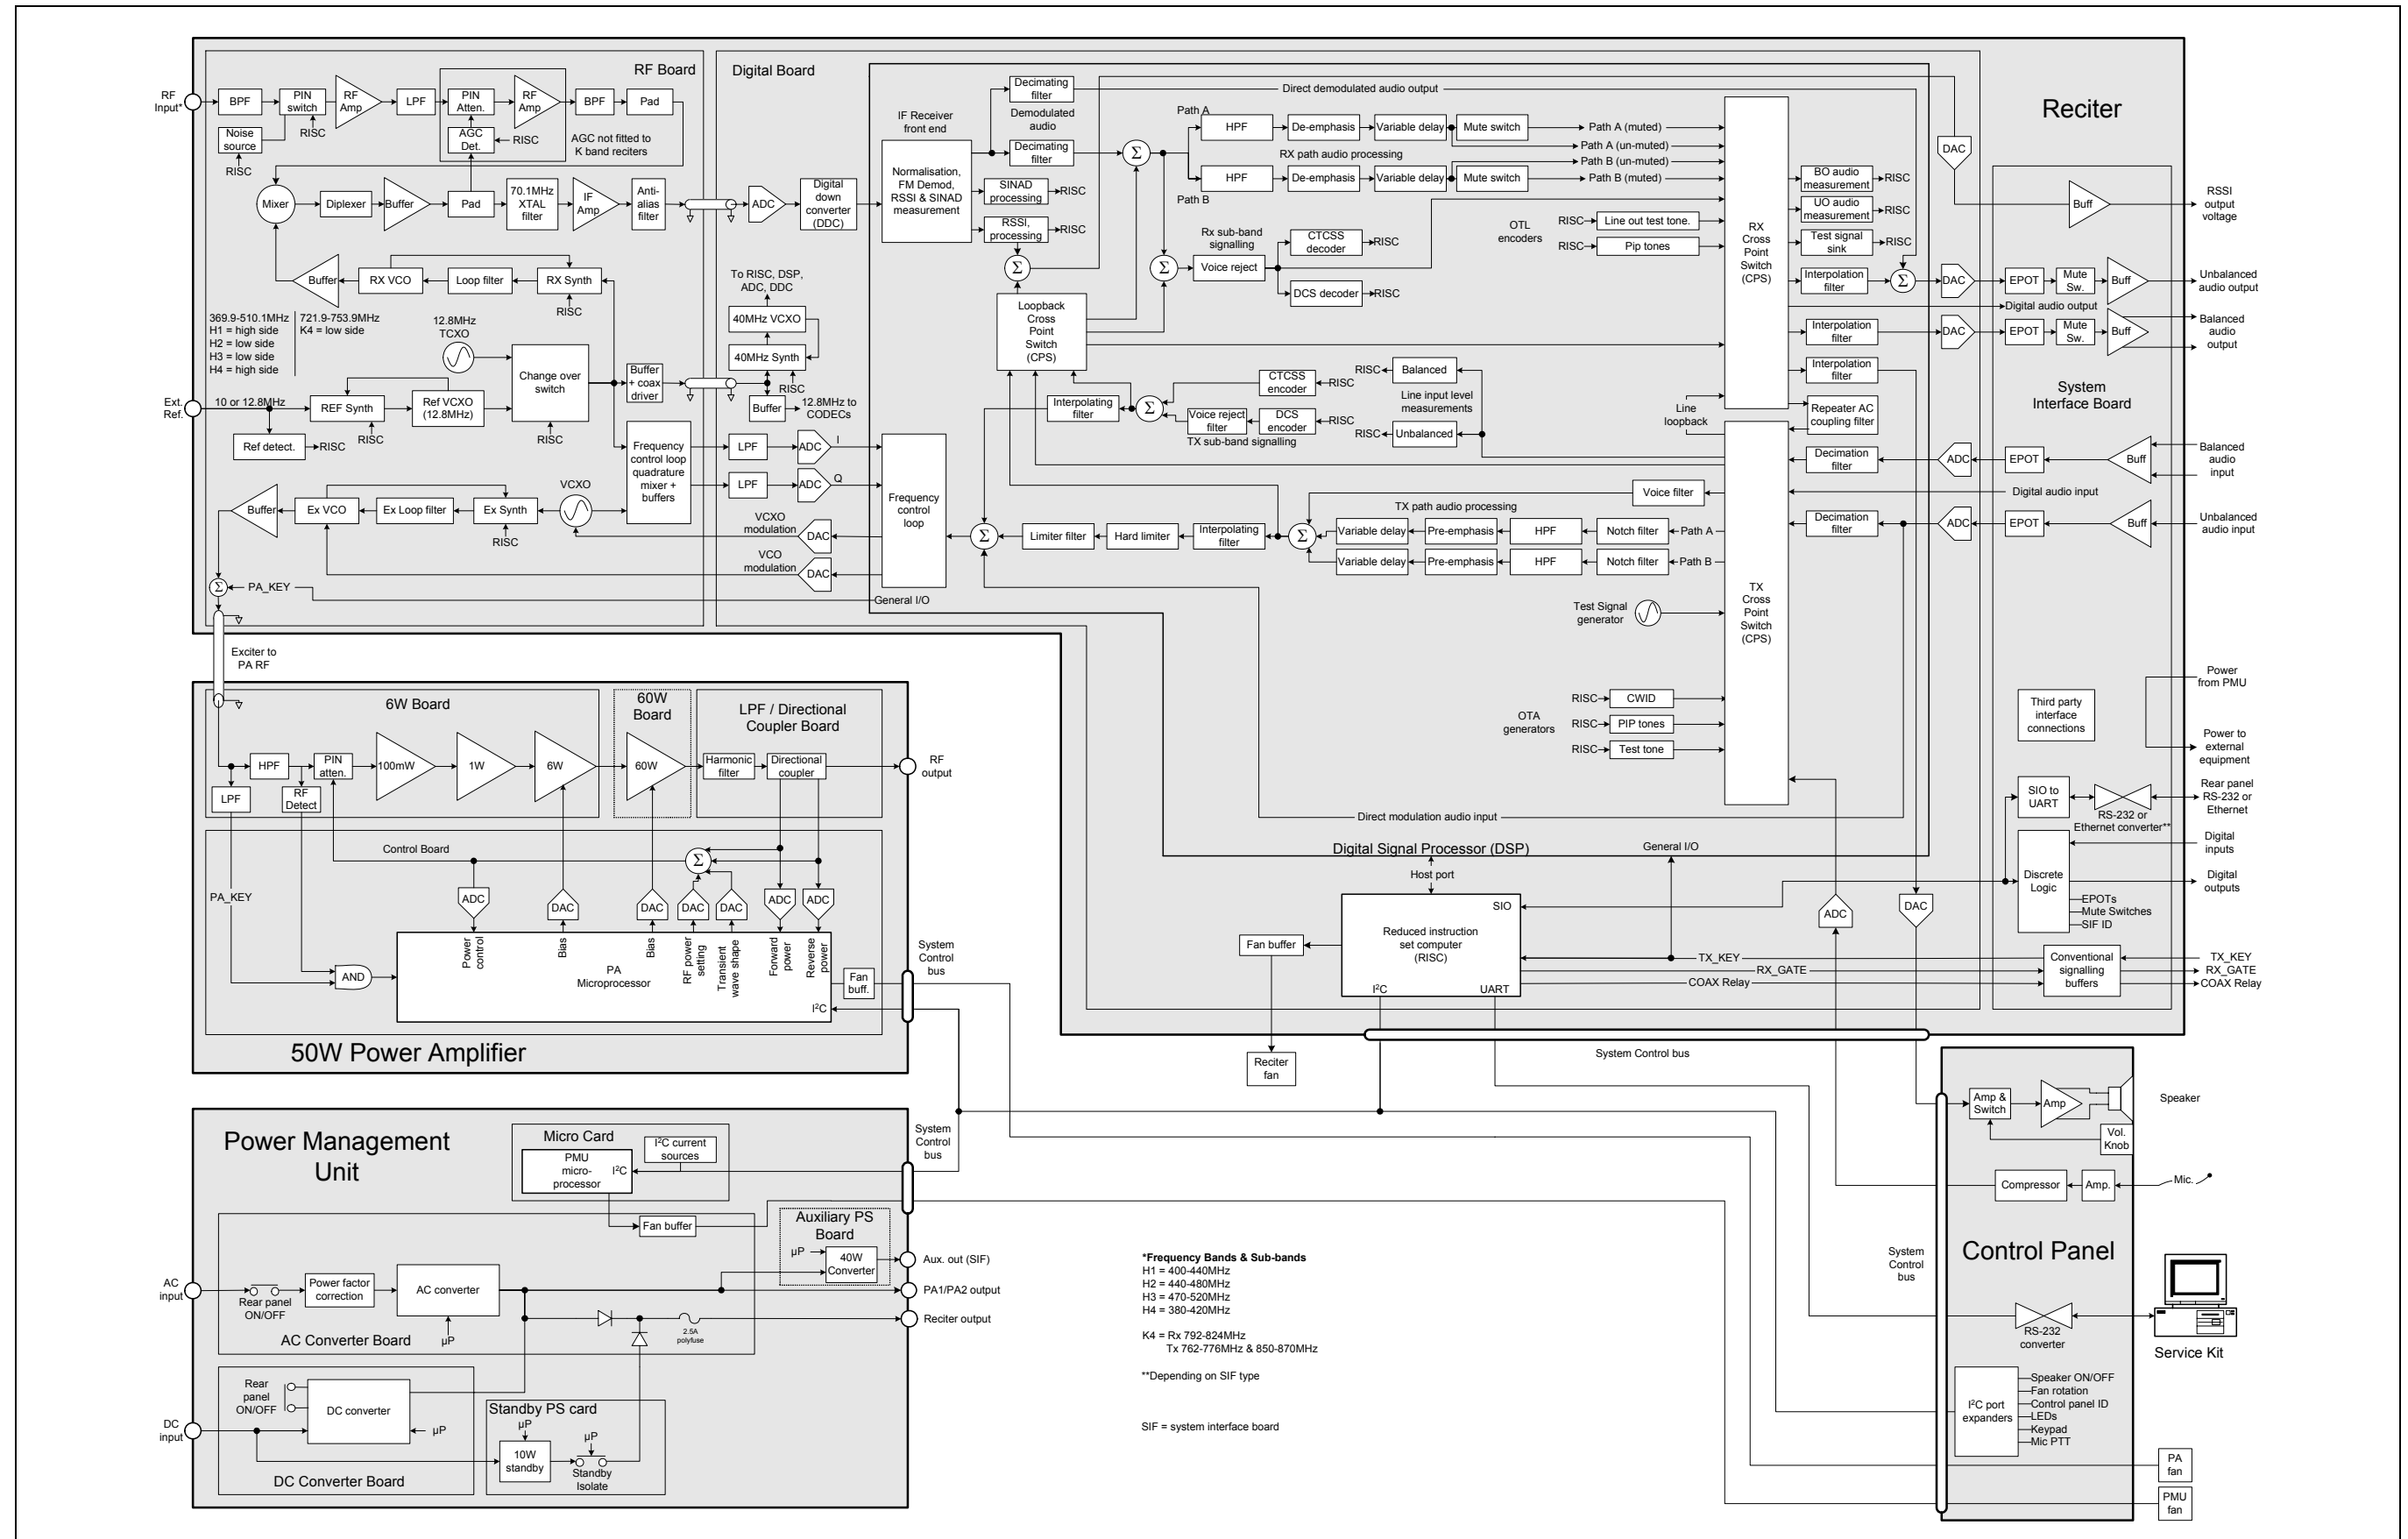 RF Board
Digital Board
Reciter
RF
Input*
BPF
PIN
switch
RF
Amp
LPF
PIN
Atten.
RF
Amp
BPF
Pad
Noise
source
RISC
RISC
AGC
Det.
RISC
AGC not fitted to
K band reciters
Mixer
Diplexer
Buffer
Pad
70.1MHz
XTAL
filter
IF
Amp
Anti-
alias
filter
ADC
Digital
down
converter
(DDC)
Buffer
RX VCO
Loop filter
RX Synth
RISC
369.9-510.1MHz
H1 = high side
H2 = low side
H3 = low side
H4 = high side
721.9-753.9MHz
K4 = low side
12.8MHz
TCXO
Change over
switch
RISC
Buffer
+ coax
driver
To RISC, DSP,
ADC, DDC
40MHz VCXO
40MHz Synth
RISC
Buffer
12.8MHz to
CODECs
Ext.
Ref.
10 or 12.8MHz
REF Synth
RISC
Ref VCXO
(12.8MHz)
Ref detect.
RISC
Frequency
control loop
quadrature
mixer +
buffers
LPF
ADC
I
LPF
ADC
Q
Buffer
Ex VCO
Ex Loop filter
Ex Synth
RISC
VCXO
VCXO
modulation
DAC
VCO
modulation
DAC
Frequency
control
loop
Σ
PA_KEY
General I/O
Exciter to
PA RF
IF Receiver
front end
Normalisation,
FM Demod,
RSSI & SINAD
measurement
Decimating
filter
Demodulated
audio
Decimating
filter
SINAD
processing
RISC
RSSI,
processing
RISC
Direct demodulated audio output
Σ
Σ
Path A
HPF
De-emphasis
Variable delay
Mute switch
Path A (muted)
RX path audio processing
Path A (un-muted)
Path B (un-muted)
HPF
De-emphasis
Variable delay
Mute switch
Path B (muted)
Path B
Rx sub-band
signalling
Σ
Voice reject
CTCSS
decoder
RISC
DCS decoder
RISC
OTL
encoders
RISC
Line out test tone.
RISC
Pip tones
RX
Cross
Point
Switch
(CPS)
BO audio
measurement
RISC
UO audio
measurement
RISC
Test signal
sink
RISC
Interpolation
filter
Σ
Digital audio output
Interpolation
filter
Interpolation
filter
Repeater AC
coupling filter
Loopback
Cross
Point
Switch
(CPS)
Interpolating
filter
Σ
CTCSS
encoder
RISC
Voice reject
filter
DCS
encoder
RISC
TX sub-band signalling
RISC
Balanced
Line input level
measurements
RISC
Unbalanced
Line
loopback
Decimation
filter
Digital audio input
Decimation
filter
Voice filter
TX path audio processing
Σ
Limiter filter
Hard limiter
Interpolating
filter
Σ
Variable delay
Pre-emphasis
HPF
Notch filter
Path A
Variable delay
Pre-emphasis
HPF
Notch filter
Path B
Test Signal
generator
TX
Cross
Point
Switch
(CPS)
OTA
generators
RISC
CWID
RISC
PIP tones
RISC
Test tone
Direct modulation audio input
Digital Signal Processor (DSP)
General I/O
Host port
DAC
Buff
RSSI
output
voltage
DAC
EPOT
Mute
Sw.
Buff
Unbalanced
audio output
DAC
EPOT
Mute
Sw.
Buff
Balanced
audio
output
System
Interface Board
ADC
EPOT
Buff
Balanced
audio
input
ADC
EPOT
Buff
Unbalanced
audio input
Third party
interface
connections
Power
from PMU
Power to
external
equipment
SIO to
UART
RS-232 or
Ethernet converter**
Rear panel
RS-232 or
Ethernet
Discrete
Logic
Digital
inputs
Digital
outputs
EPOTs
Mute Switches
SIF ID
ADC
DAC
SIO
Reduced instruction
set computer
(RISC)
I²C
UART
Fan buffer
Reciter
fan
TX_KEY
RX_GATE
COAX Relay
Conventional
signalling
buffers
TX_KEY
RX_GATE
COAX Relay
System Control bus
6W Board
60W
Board
LPF / Directional
Coupler Board
HPF
LPF
RF
Detect
PIN
atten.
100mW
1W
6W
60W
Harmonic
filter
Directional
coupler
RF
output
Control Board
Σ
PA_KEY
ADC
DAC
DAC
DAC
DAC
ADC
ADC
Power
control
Bias
Bias
RF power
setting
Transient
wave shape
Forward
power
Reverse
power
AND
PA
Microprocessor
I²C
Fan
buff.
System
Control
bus
50W Power Amplifier
Power Management
Unit
Micro Card
PMU
micro-
processor
I²C
I²C current
sources
System
Control
bus
Fan buffer
Auxiliary PS
Board
µP
40W
Converter
Aux. out (SIF)
PA1/PA2 output
Reciter output
AC
input
Rear panel
ON/OFF
Power factor
correction
AC converter
µP
2.5A
polyfuse
AC Converter Board
DC
input
Rear
panel
ON/OFF
DC converter
µP
DC Converter Board
Standby PS card
µP
10W
standby
µP
Standby
Isolate
*Frequency Bands & Sub-bands
H1 = 400-440MHz
H2 = 440-480MHz
H3 = 470-520MHz
H4 = 380-420MHz
K4 = Rx 792-824MHz
Tx 762-776MHz & 850-870MHz
**Depending on SIF type
SIF = system interface board
Amp &
Switch
Amp
Speaker
Vol.
Knob
Compressor
Amp.
Mic.
System
Control
bus
Control Panel
RS-232
converter
Service Kit
I²C port
expanders
Speaker ON/OFF
Fan rotation
Control panel ID
LEDs
Keypad
Mic PTT
PA
fan
PMU
fan